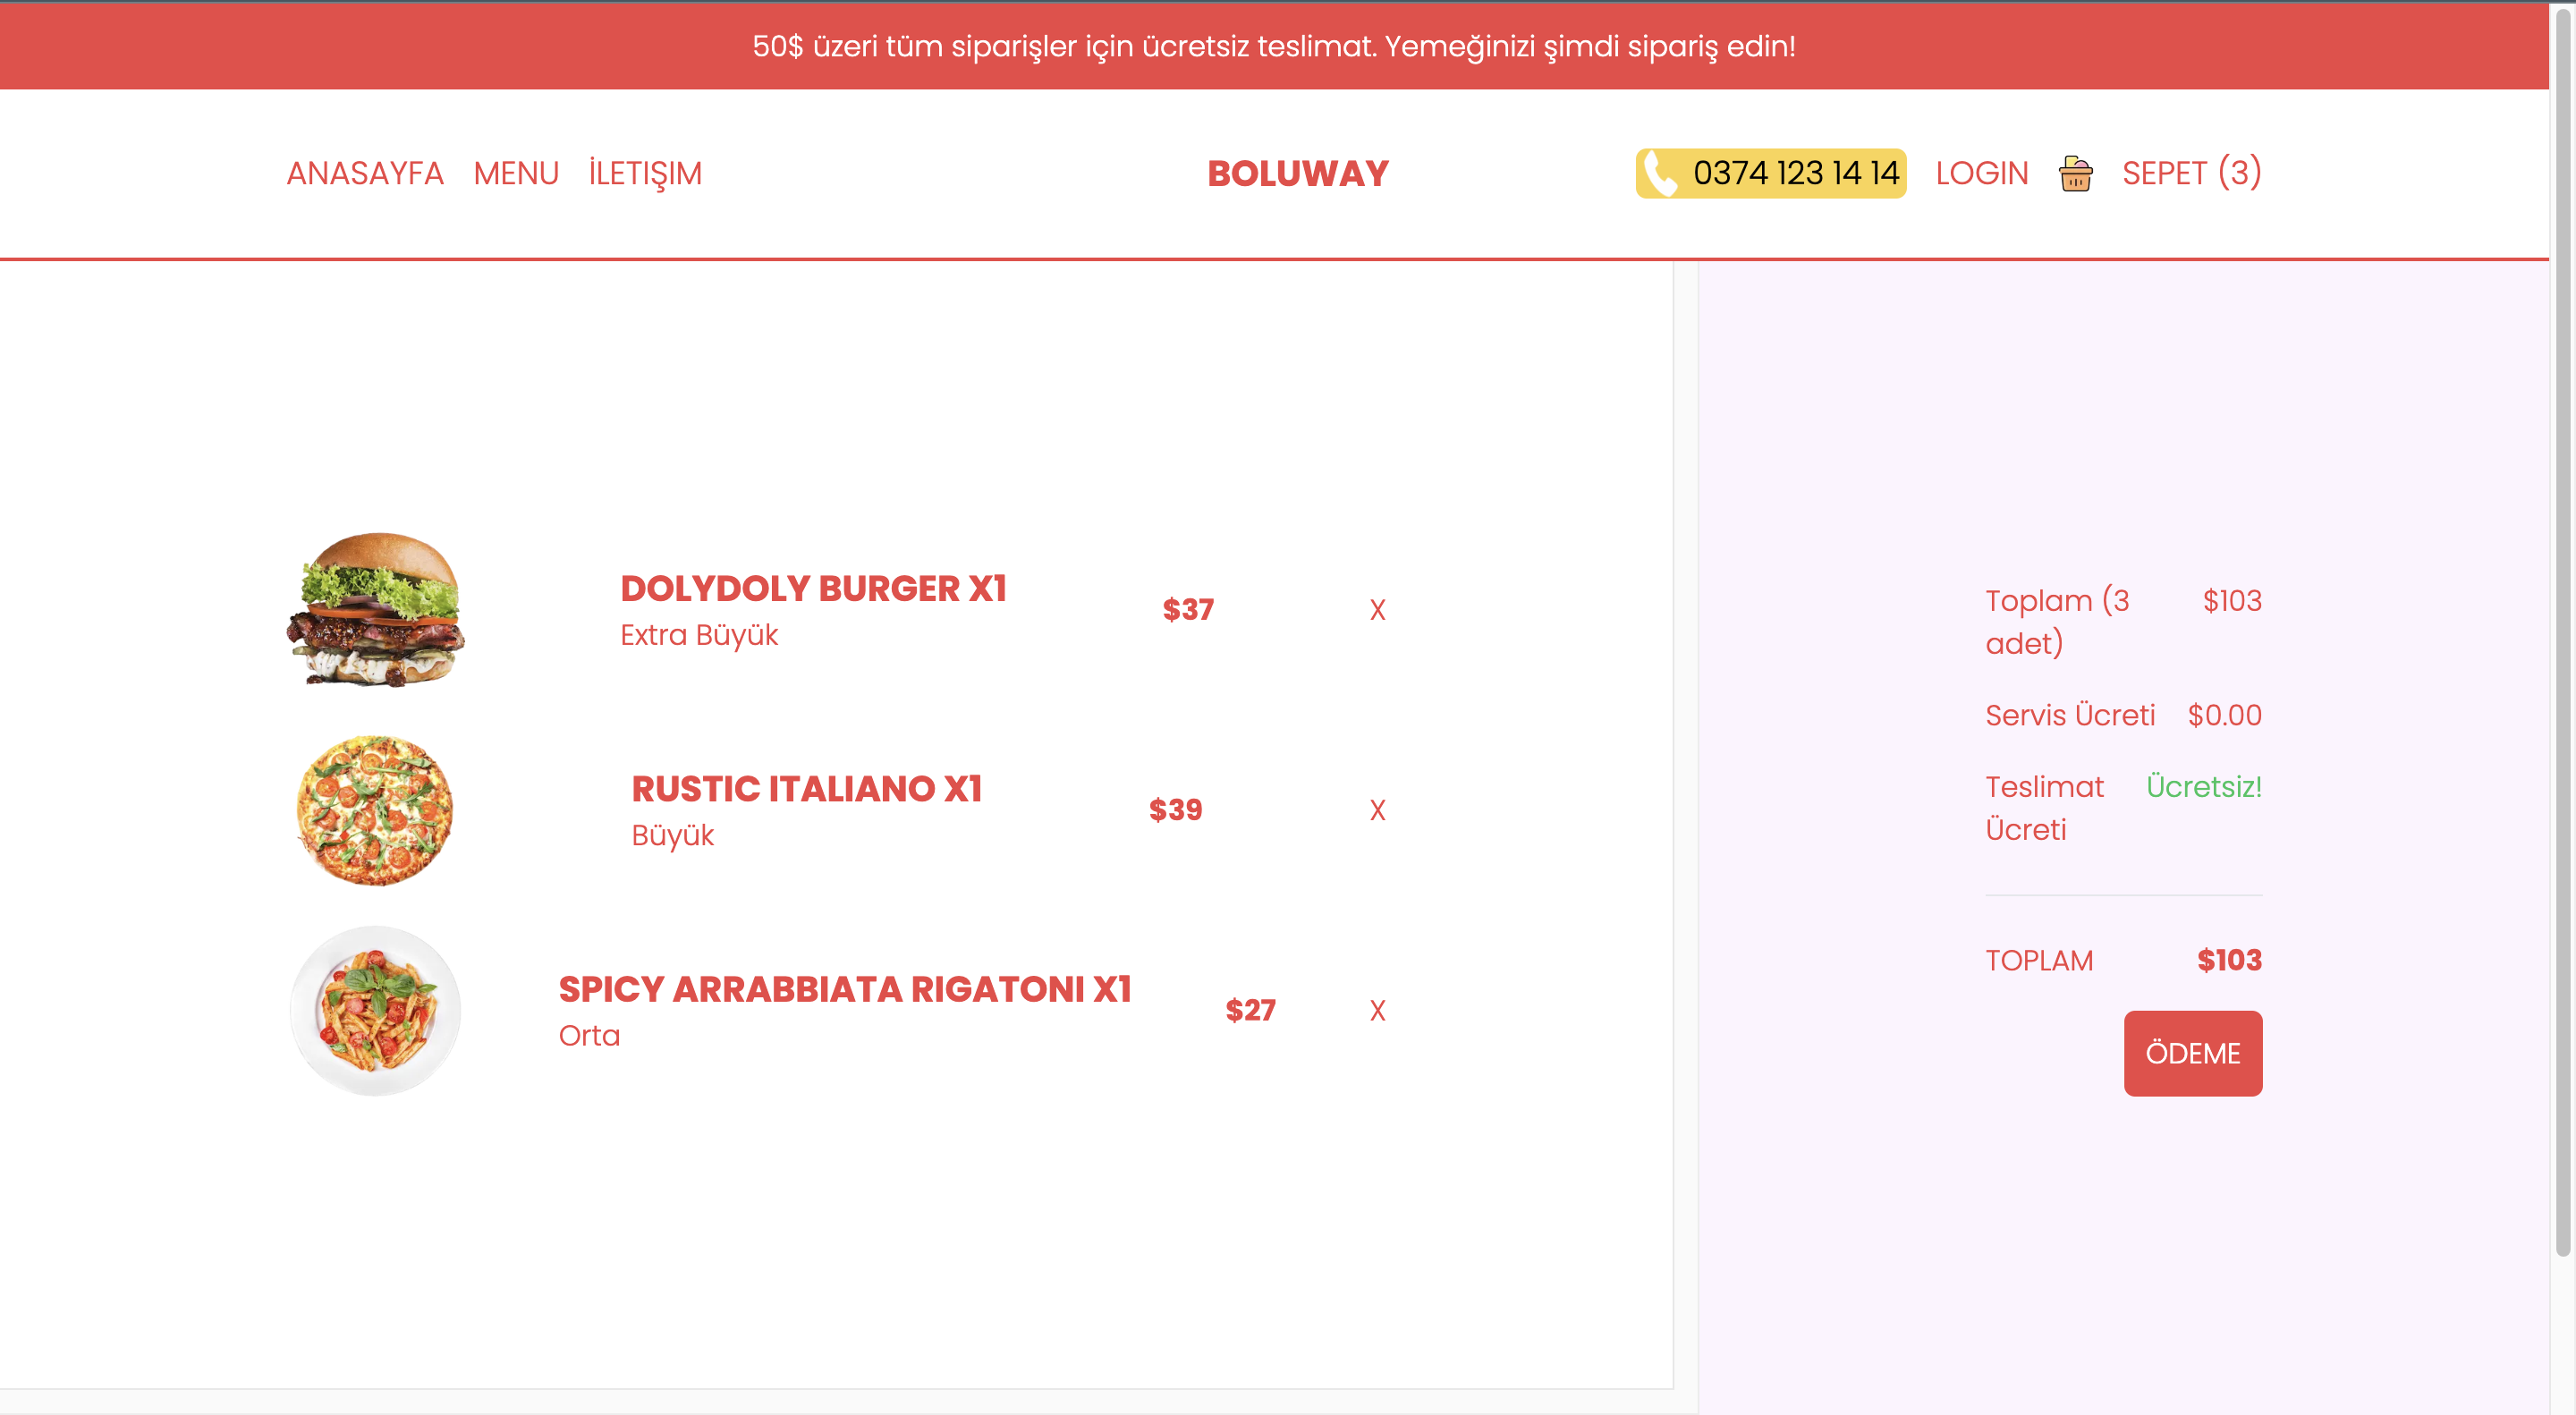 50$ üzeri tüm siparişler için ücretsiz teslimat. Yemeğinizi şimdi sipariş edin!
ANASAYFA MENU İLETIŞIM BOLUWAY 0374 123 14 14 LOGIN SEPET (3)
DOLYDOLY BURGER X1
Extra Büyük
$37 X
RUSTIC ITALIANO X1
Büyük
$39 X
SPICY ARRABBIATA RIGATONI X1
Orta
$27 X
Toplam (3 $103
adet)
Servis Ücreti $0.00
Teslimat Ücretsiz!
Ücreti
TOPLAM $103
ÖDEME